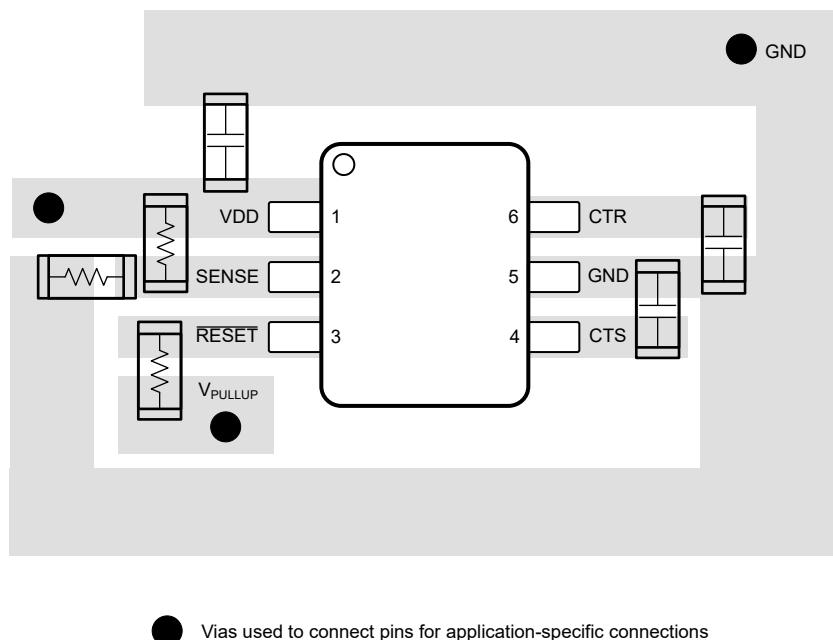 GND
VDD 1 6 CTR
SENSE 2 5 GND
RESET 3 4 CTS
VPULLUP
Vias used to connect pins for application-specific connections